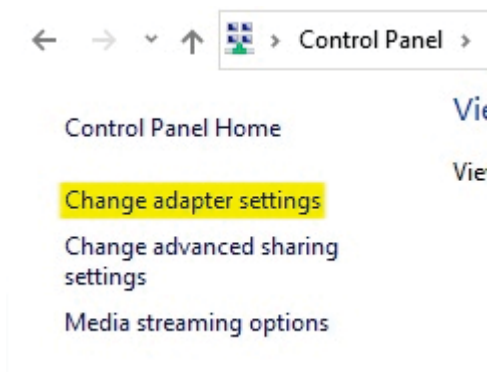 Control Panel
Control Panel Home
Change adapter settings
Change advanced sharing
settings
Media streaming options